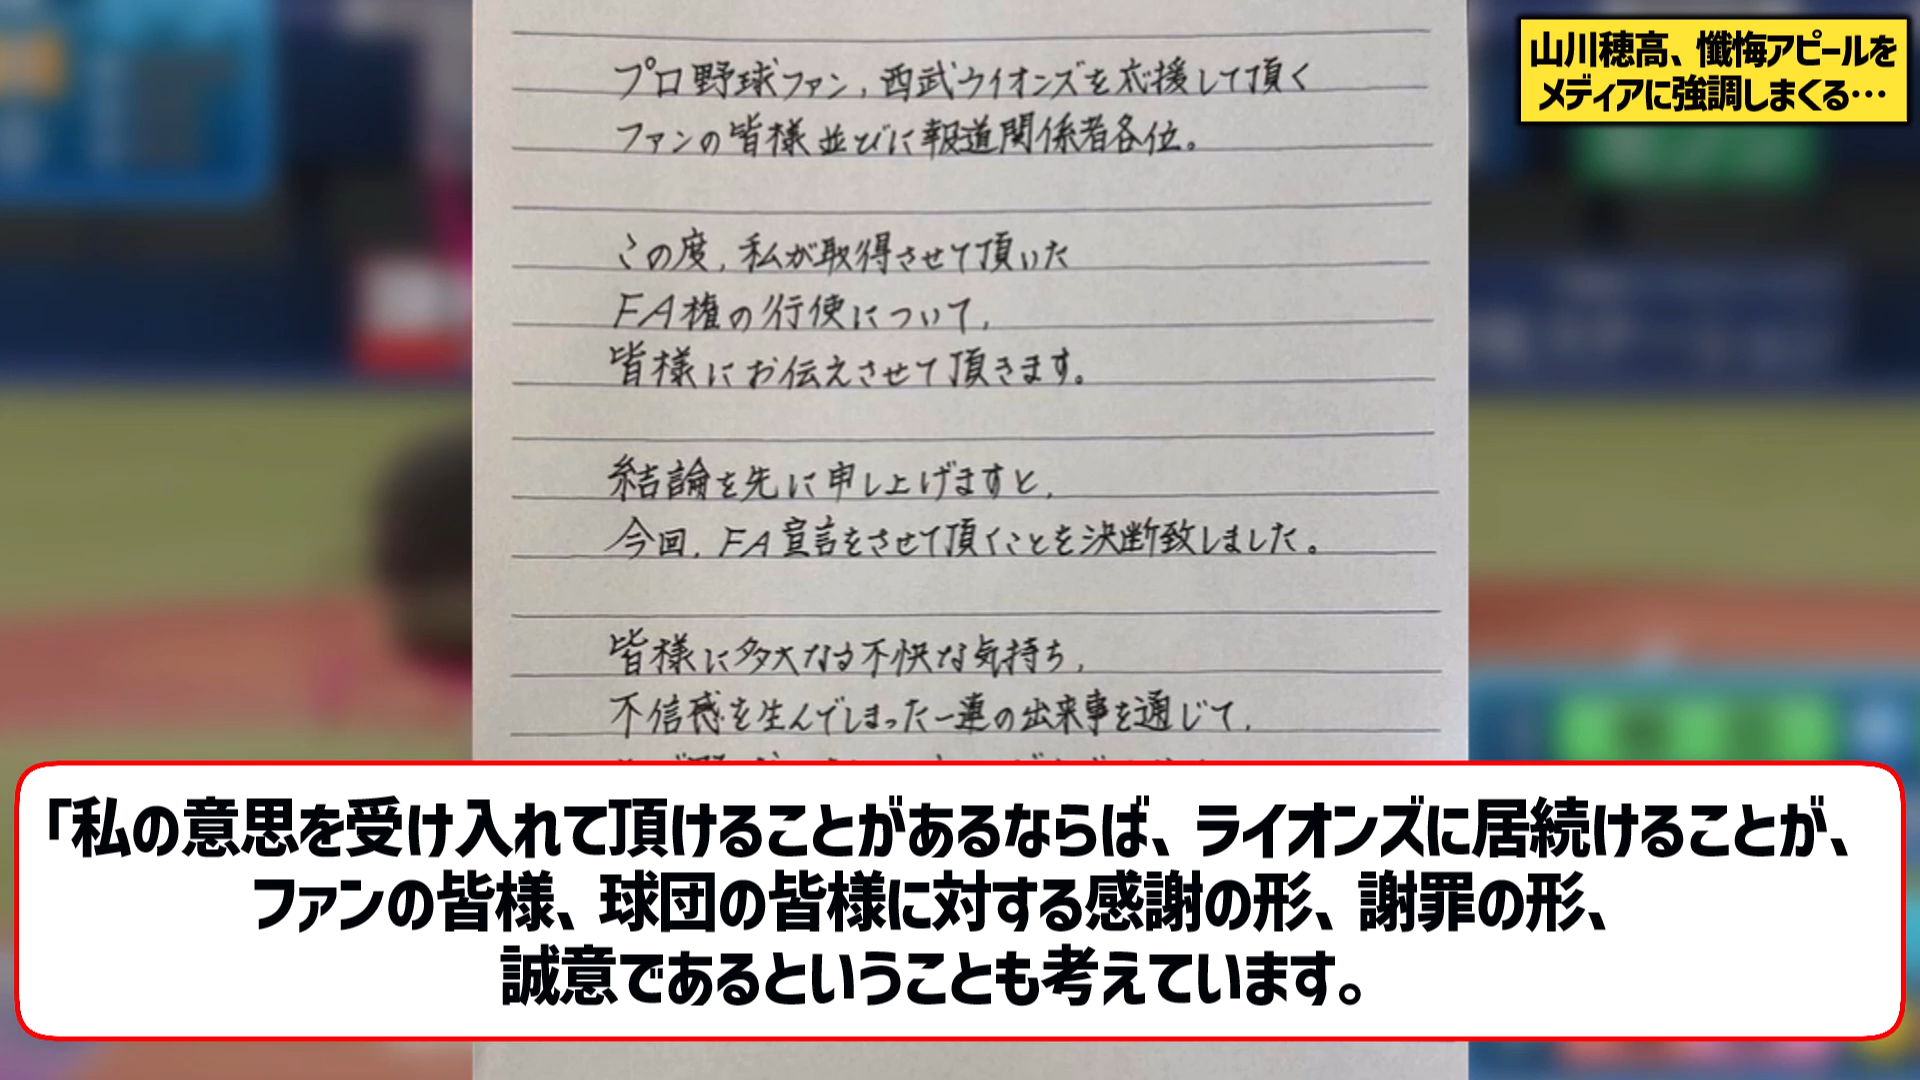 山川穂高、懺悔アピールを
メディアに強調しまくる…
プロ野球ファン,西武ライオンズを応援して頂く
ファンの皆様並びに報道関係者各位。
この度,私が取得させて頂いた
FA権の行使について,
皆様にお伝えさせて頂きます。
結論を先に申し上げますと,
今回,FA宣言をさせて頂くことを決断致しました。
皆様に多大なる不快な気持ち,
不信感を生んでしまった一連の出来事を通じて,
「私の意思を受け入れて頂けることがあるならば、ライオンズに居続けることが、
ファンの皆様、球団の皆様に対する感謝の形、謝罪の形、
誠意であるということも考えています。